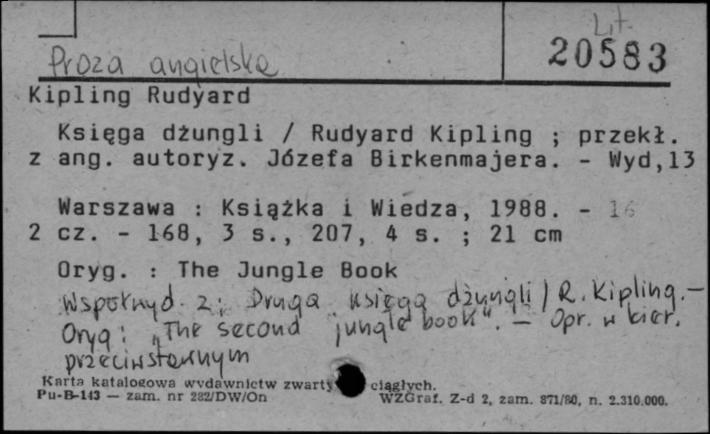 Lit.
Proza angielska
20583
Kipling Rudyard
Księga dżungli / Rudyard Kipling ; przekł.
z ang. autoryz. Józefa Birkenmajera. - Wyd,13
Warszawa : Książka i Wiedza, 1988. - 16
2 cz. - 168, 3 s., 207, 4 s. ; 21 cm
Oryg. : The Jungle Book
Współwyd. z: Druga księga dżungli / R. Kipling. —
Oryg: „The second jungle book". — Opr. w kier.
przeciwstawnym
Karta katalogowa wydawnictw zwarty ciągłych.
Pu-B-143 — zam. nr 282/DW/On WZGraf. Z-d 2, zam. 871/80, n. 2.310.000.